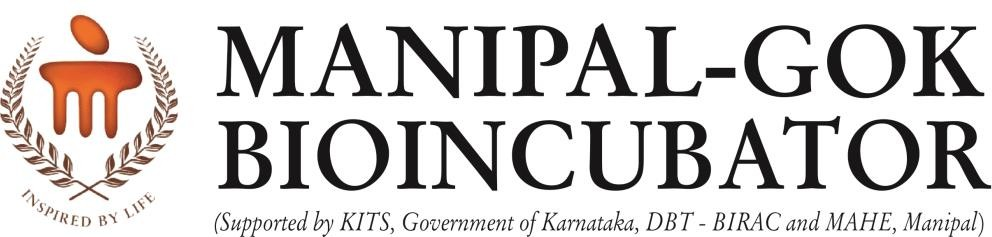 MANIPAL-GOK
BIOINCUBATOR
INSPIRED BY LIFE
(Supported by KITS, Government of Karnataka, DBT - BIRAC and MAHE, Manipal)